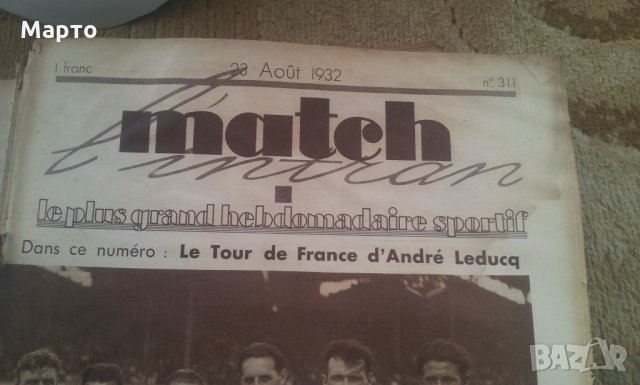 Марто
1 franc
23 Août 1932
n° 311
match
l'intran
le plus grand hebdomadaire sportif
Dans ce numéro : Le Tour de France d'André Leducq
BAZAR